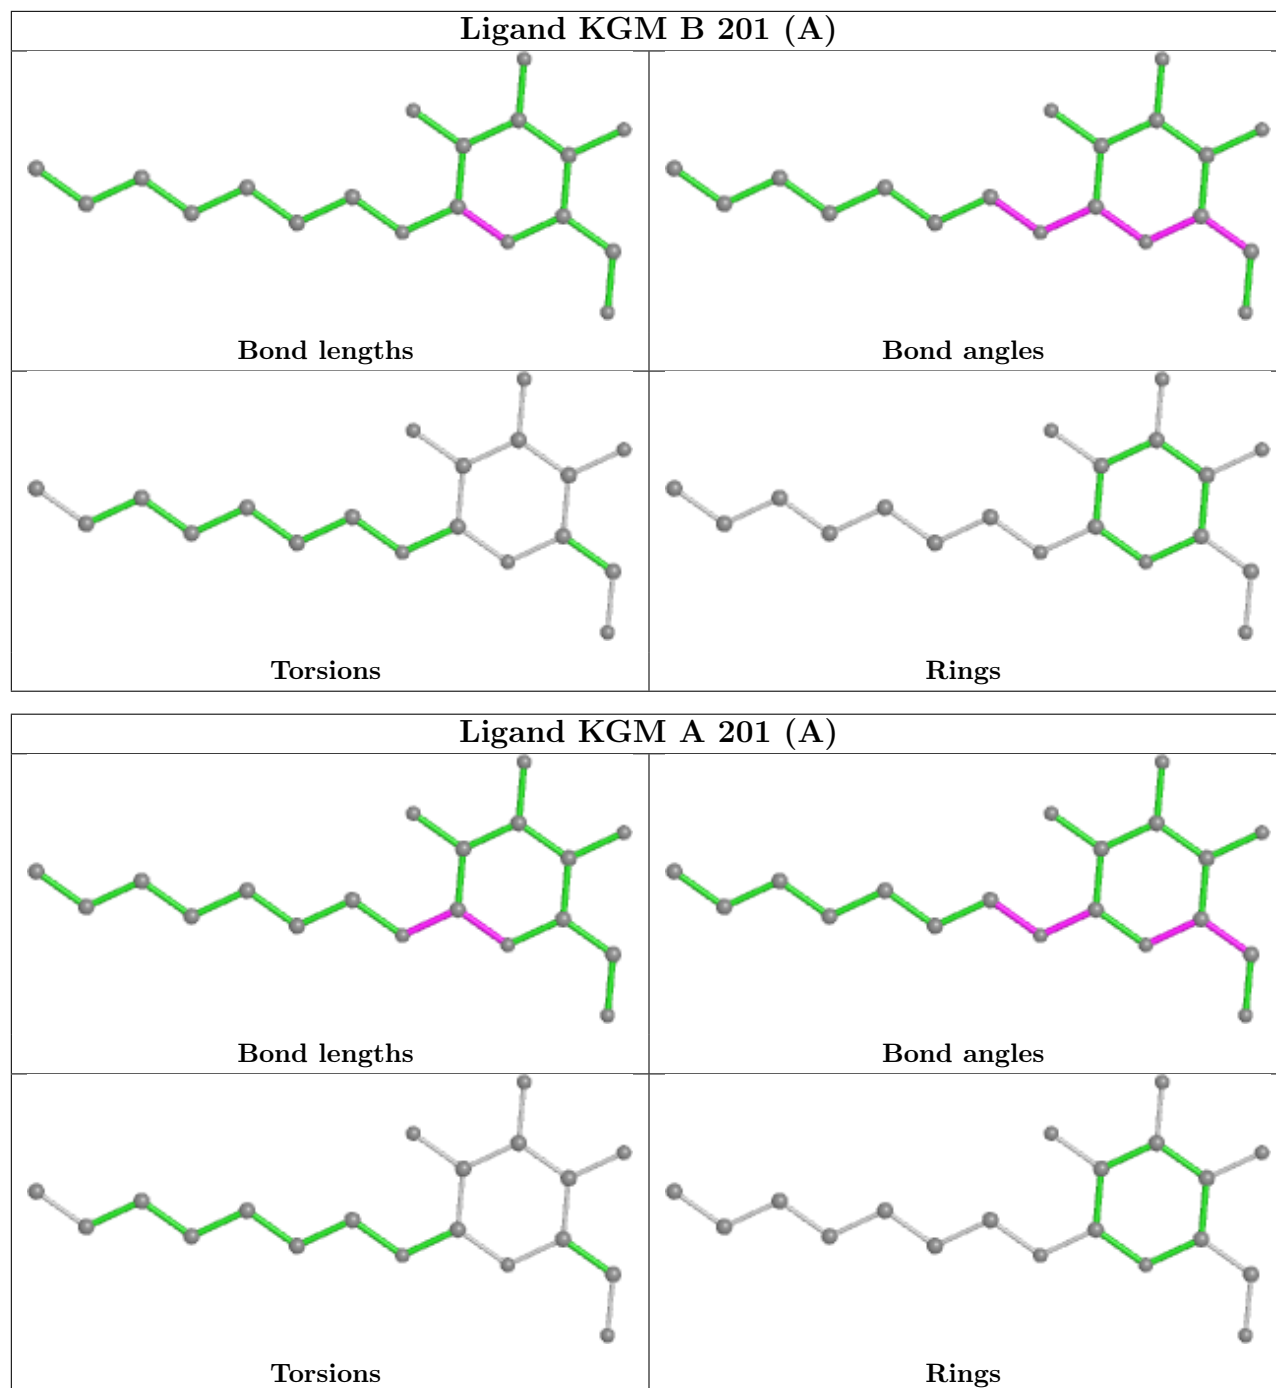 Ligand KGM B 201 (A)
Bond lengths
Bond angles
Torsions
Rings
Ligand KGM A 201 (A)
Bond lengths
Bond angles
Torsions
Rings